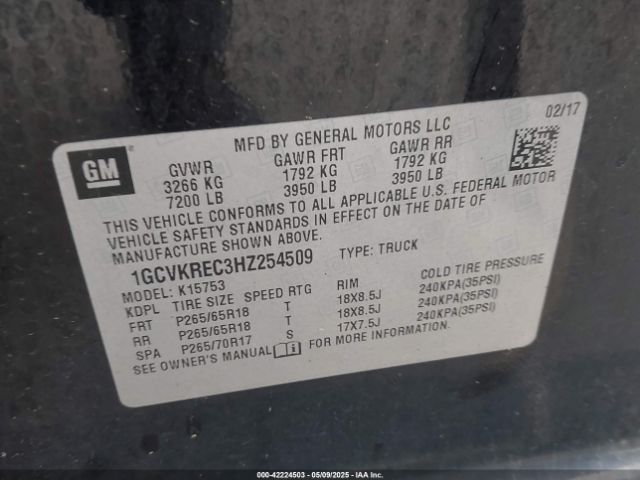 02/17
MFD BY GENERAL MOTORS LLC
GM
GVWR GAWR FRT GAWR RR
3266 KG 1792 KG 1792 KG
7200 LB 3950 LB 3950 LB
THIS VEHICLE CONFORMS TO ALL APPLICABLE U.S. FEDERAL MOTOR
VEHICLE SAFETY STANDARDS IN EFFECT ON THE DATE OF
MANUFACTURE SHOWN ABOVE.
1GCVKREC3HZ254509 TYPE: TRUCK
MODEL: K15753
KDPL TIRE SIZE SPEED RTG RIM COLD TIRE PRESSURE
FRT P265/65R18 T 18X8.5J 240KPA(35PSI)
RR P265/65R18 T 18X8.5J 240KPA(35PSI)
SPA P265/70R17 S 17X7.5J 240KPA(35PSI)
SEE OWNER'S MANUAL FOR MORE INFORMATION.
000-42224503 - 05/09/2025 - IAA Inc.